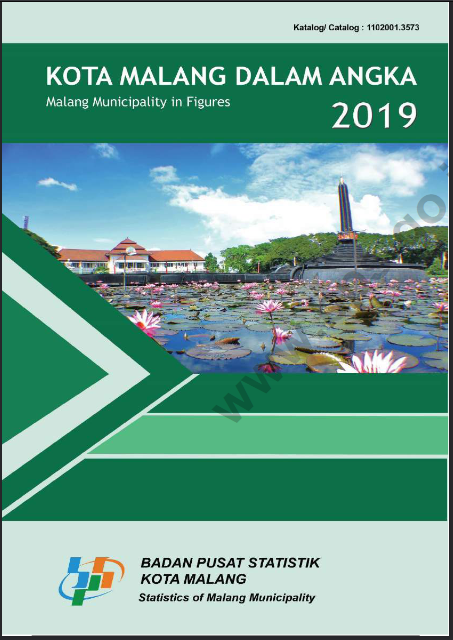 Katalog/ Catalog : 1102001.3573
KOTA MALANG DALAM ANGKA
Malang Municipality in Figures
2019
BADAN PUSAT STATISTIK
KOTA MALANG
Statistics of Malang Municipality